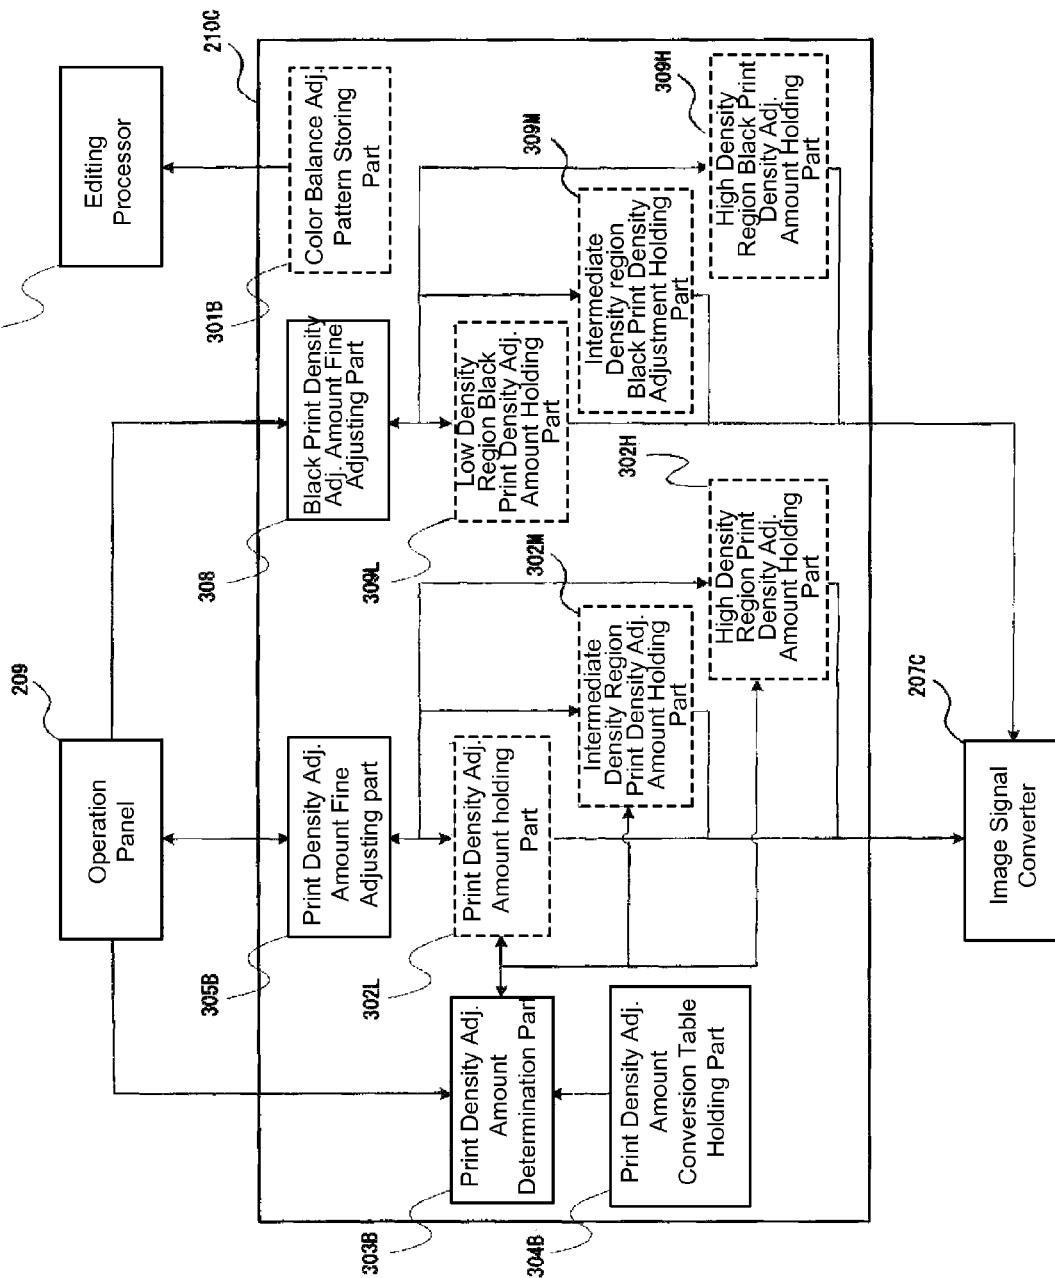 209
Operation
Panel
Editing
Processor
210C
305B
Print Density Adj.
Amount Fine
Adjusting part
308
Black Print Density
Adj. Amount Fine
Adjusting Part
301B
Color Balance Adj.
Pattern Storing
Part
303B
Print Density Adj.
Amount
Determination Part
302L
Print Density Adj.
Amount holding
Part
309L
Low Density
Region Black
Print Density Adj.
Amount Holding
Part
304B
Print Density Adj.
Amount
Conversion Table
Holding Part
302M
Intermediate
Density Region
Print Density Adj.
Amount Holding
Part
309M
Intermediate
Density region
Black Print Density
Adjustment Holding
Part
302H
High Density
Region Print
Density Adj.
Amount Holding
Part
309H
High Density
Region Black Print
Density Adj.
Amount Holding
Part
207C
Image Signal
Converter